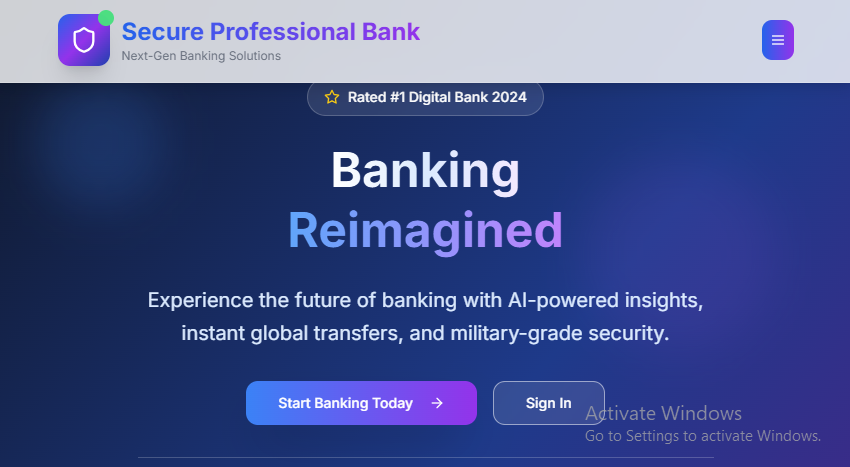 Secure Professional Bank
Next-Gen Banking Solutions
Rated #1 Digital Bank 2024
Banking
Reimagined
Experience the future of banking with AI-powered insights,
instant global transfers, and military-grade security.
Start Banking Today
Sign In
Activate Windows
Go to Settings to activate Windows.